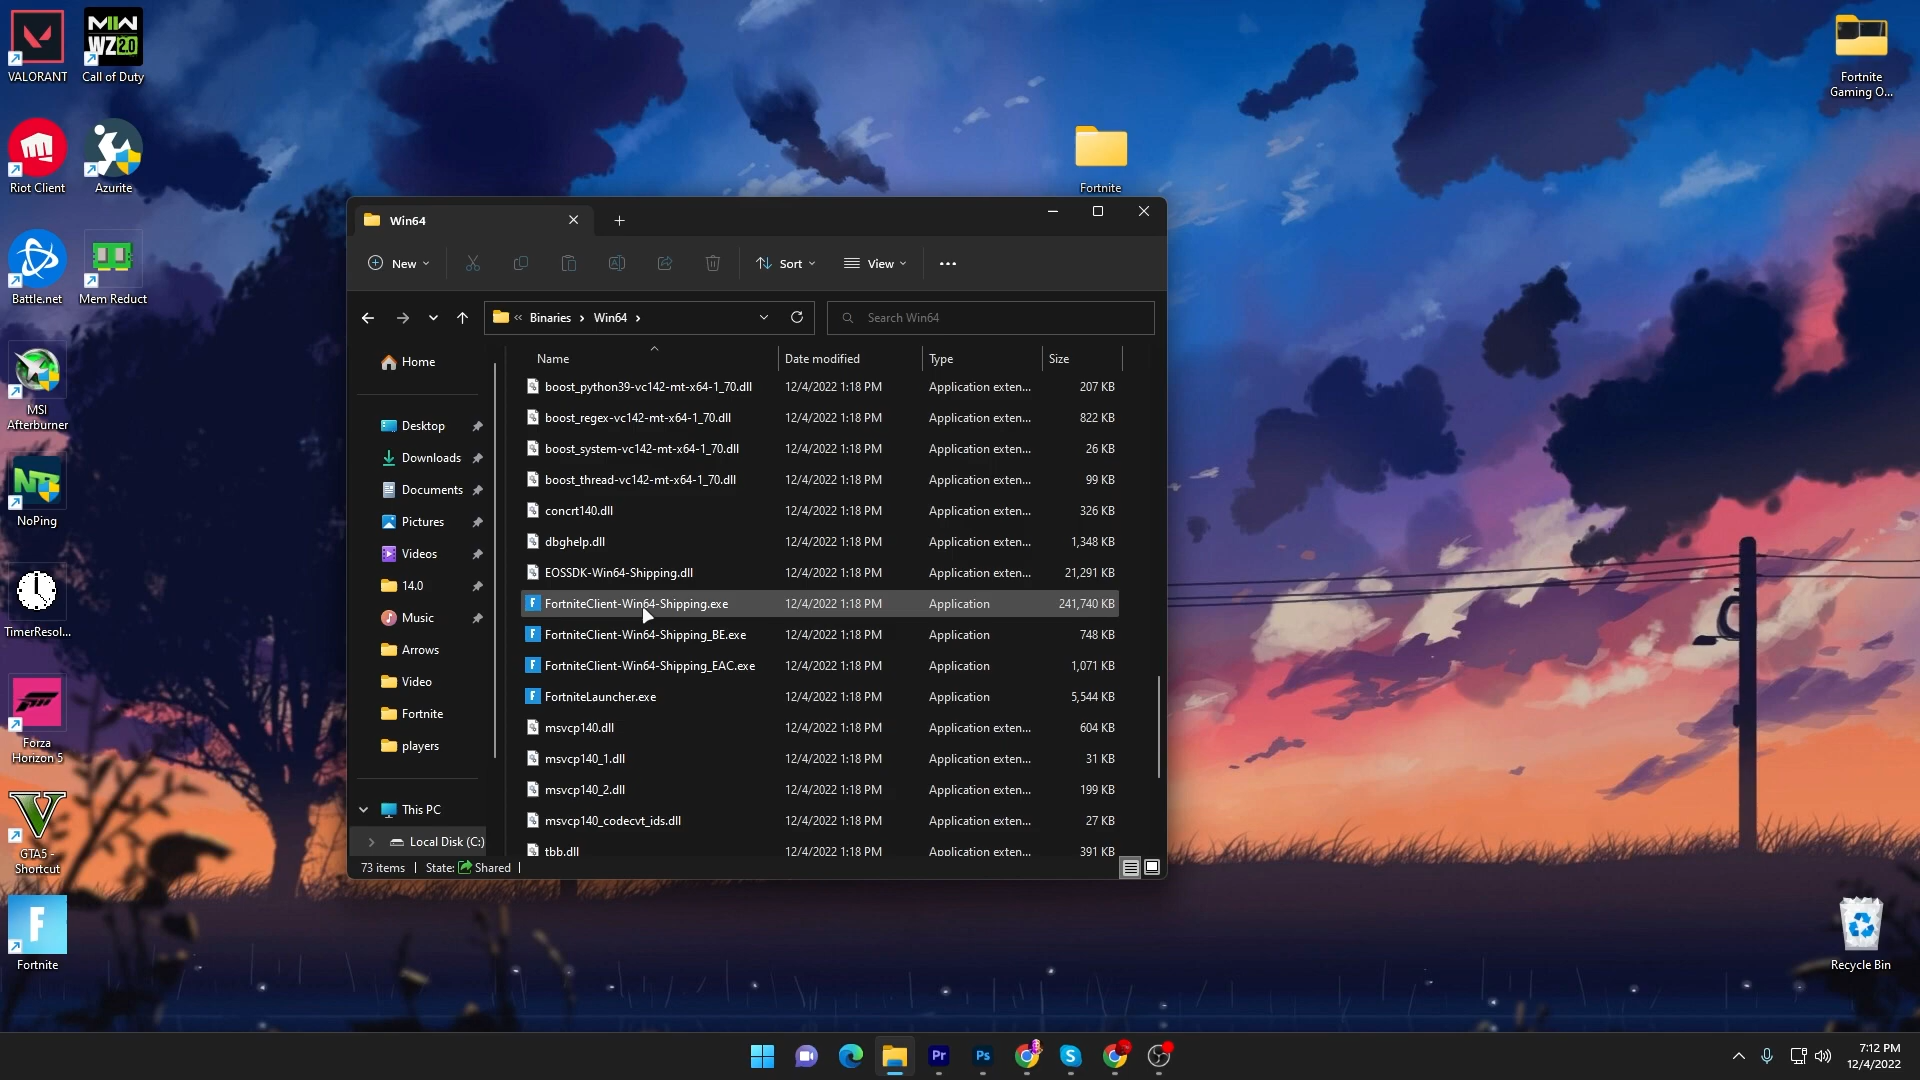 VALORANT
MW
WZ2.0
Call of Duty
Riot Client
Azurite
Battle.net
Mem Reduct
MSI
Afterburner
NoPing
TimerResol...
Forza
Horizon 5
GTA5 -
Shortcut
Fortnite
Fortnite
Fortnite
Gaming O...
Recycle Bin
Win64
New
Sort
View
Binaries
Win64
Search Win64
Home
Desktop
Downloads
Documents
Pictures
Videos
14.0
Music
Arrows
Video
Fortnite
players
This PC
Local Disk (C:)
Name Date modified Type Size
boost_python39-vc142-mt-x64-1_70.dll 12/4/2022 1:18 PM Application exten... 207 KB
boost_regex-vc142-mt-x64-1_70.dll 12/4/2022 1:18 PM Application exten... 822 KB
boost_system-vc142-mt-x64-1_70.dll 12/4/2022 1:18 PM Application exten... 26 KB
boost_thread-vc142-mt-x64-1_70.dll 12/4/2022 1:18 PM Application exten... 99 KB
concrt140.dll 12/4/2022 1:18 PM Application exten... 326 KB
dbghelp.dll 12/4/2022 1:18 PM Application exten... 1,348 KB
EOSSDK-Win64-Shipping.dll 12/4/2022 1:18 PM Application exten... 21,291 KB
FortniteClient-Win64-Shipping.exe 12/4/2022 1:18 PM Application 241,740 KB
FortniteClient-Win64-Shipping_BE.exe 12/4/2022 1:18 PM Application 748 KB
FortniteClient-Win64-Shipping_EAC.exe 12/4/2022 1:18 PM Application 1,071 KB
FortniteLauncher.exe 12/4/2022 1:18 PM Application 5,544 KB
msvcp140.dll 12/4/2022 1:18 PM Application exten... 604 KB
msvcp140_1.dll 12/4/2022 1:18 PM Application exten... 31 KB
msvcp140_2.dll 12/4/2022 1:18 PM Application exten... 199 KB
msvcp140_codecvt_ids.dll 12/4/2022 1:18 PM Application exten... 27 KB
tbb.dll 12/4/2022 1:18 PM Application exten... 391 KB
73 items State: Shared
Pr
Ps
7:12 PM
12/4/2022